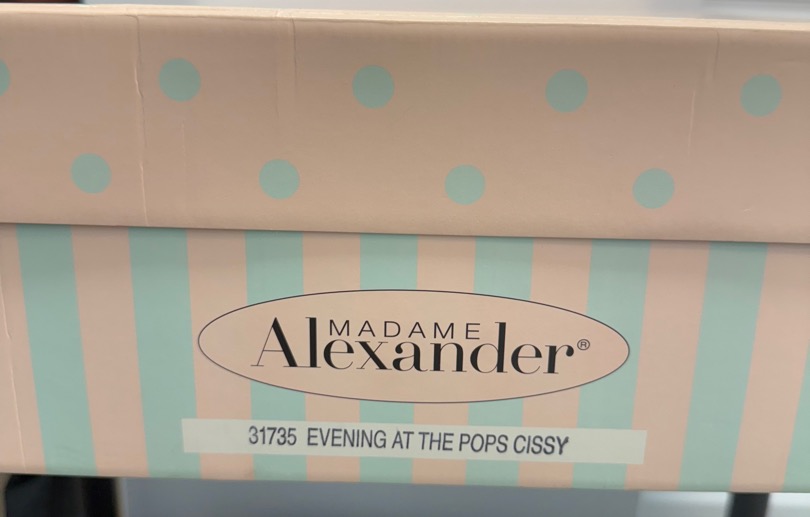 MADAME
Alexander®
31735 EVENING AT THE POPS CISSY